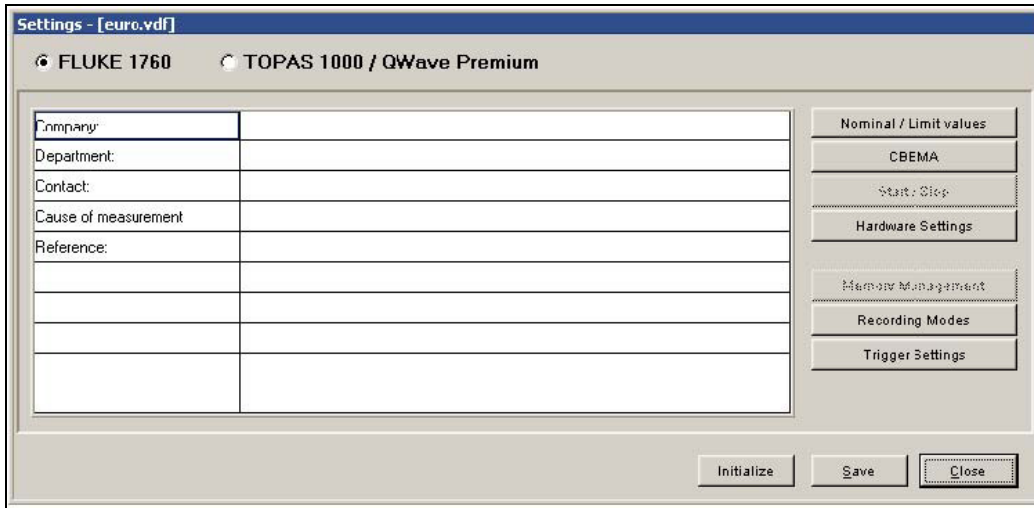 Settings - [euro.vdf]
FLUKE 1760 TOPAS 1000 / QWave Premium
Company:
Department:
Contact:
Cause of measurement
Reference:
Nominal / Limit values
CBEMA
Start / Stop
Hardware Settings
Memory Management
Recording Modes
Trigger Settings
Initialize Save Close